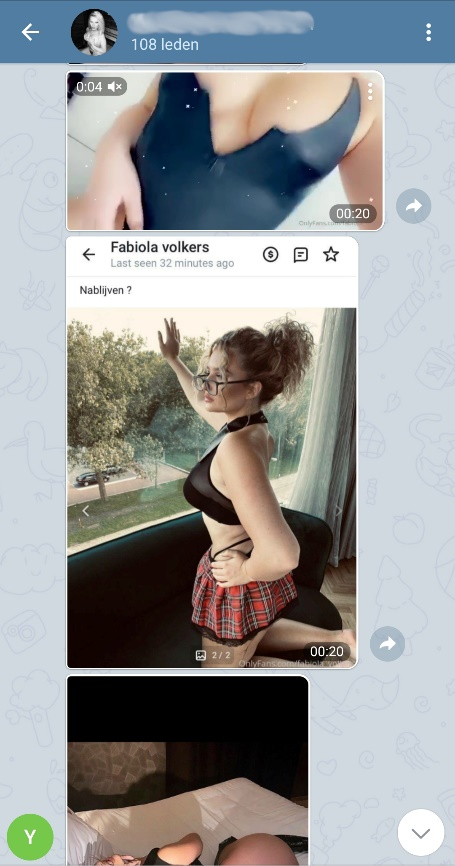 108 leden
0:04
00:20
Fabiola volkers
Last seen 32 minutes ago
Nablijven ?
2/2
00:20
Y